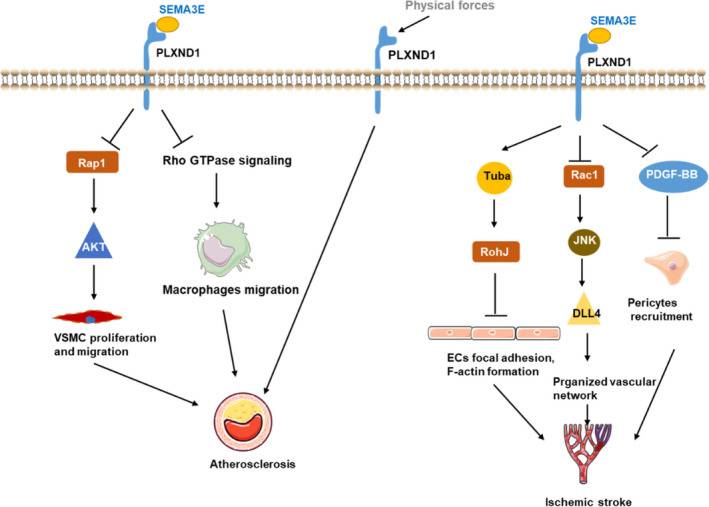 SEMA3E
PLXND1
Rap1
Rho GTPase signaling
AKT
Macrophages migration
VSMC proliferation
and migration
Physical forces
PLXND1
Atherosclerosis
SEMA3E
PLXND1
Tuba
Rac1
PDGF-BB
RohJ
JNK
DLL4
Pericytes
recruitment
ECs focal adhesion,
F-actin formation
Prganized vascular
network
Ischemic stroke